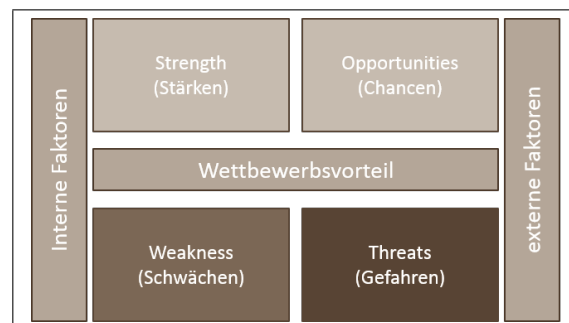 Interne Faktoren
Strength
(Stärken)
Opportunities
(Chancen)
Wettbewerbsvorteil
Weakness
(Schwächen)
Threats
(Gefahren)
externe Faktoren